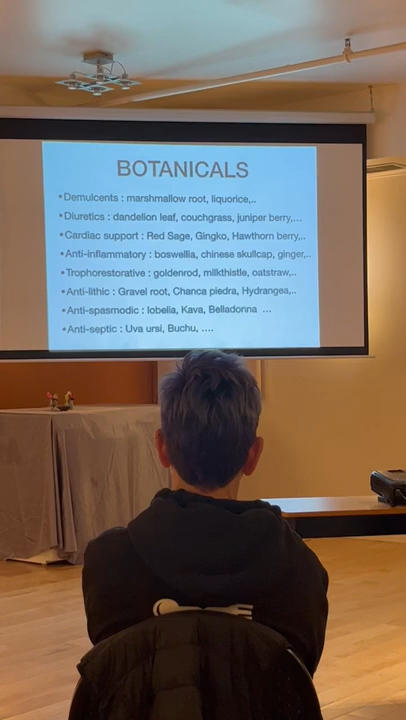 BOTANICALS
•Demulcents : marshmallow root, liquorice,..
•Diuretics : dandelion leaf, couchgrass, juniper berry,...
•Cardiac support : Red Sage, Gingko, Hawthorn berry,..
•Anti-inflammatory : boswellia, chinese skullcap, ginger,..
•Trophorestorative : goldenrod, milkthistle, oatstraw,..
•Anti-lithic : Gravel root, Chanca piedra, Hydrangea,..
•Anti-spasmodic : lobelia, Kava, Belladonna ...
•Anti-septic : Uva ursi, Buchu, ....